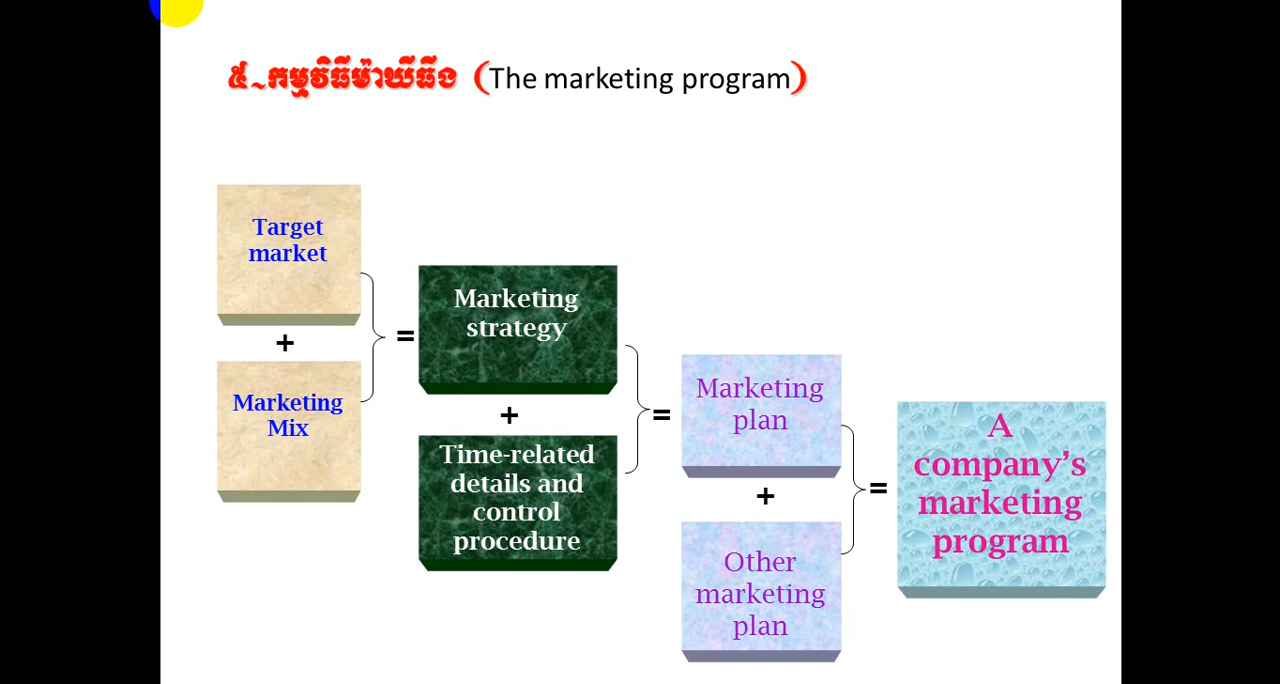 ៥~កម្មវិធីម៉ាឃីធីង (The marketing program)
Target
market
+
Marketing
Mix
=
Marketing
strategy
+
Time-related
details and
control
procedure
=
Marketing
plan
+
Other
marketing
plan
=
A
company’s
marketing
program